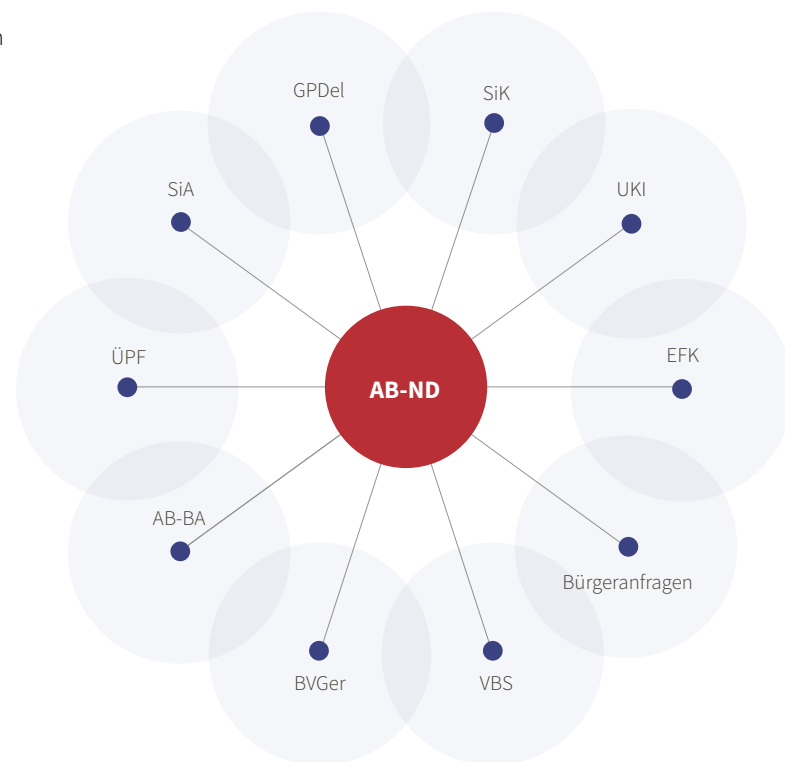 GPDel
SiK
SiA
UKI
ÜPF
EFK
AB-ND
AB-BA
Bürgeranfragen
BVGer
VBS